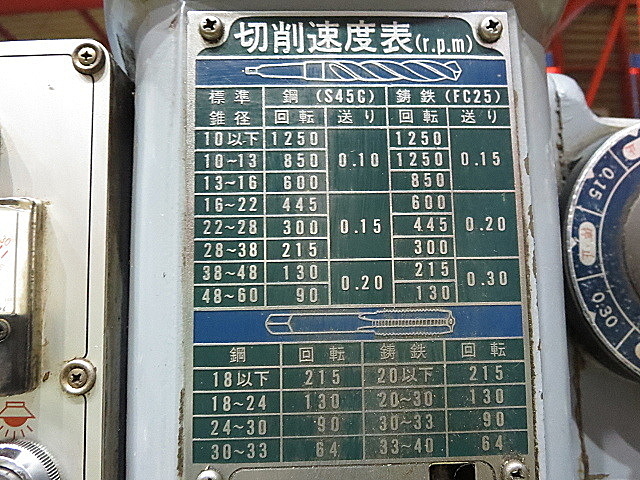 切削速度表(r.p.m)
標準 鋼 (S45C) 鋳鉄 (FC25)
錐径 回転 送り 回転 送り
10以下 1250 0.10 1250 0.15
10~13 850 1250
13~16 600 850
16~22 445 0.15 600 0.20
22~28 300 445
28~38 215 300
38~48 130 0.20 215 0.30
48~60 90 130
鋼 回転 鋳鉄 回転
18以下 215 20以下 215
18~24 130 20~30 130
24~30 90 30~33 90
30~33 64 33~40 64
0.15
0.30